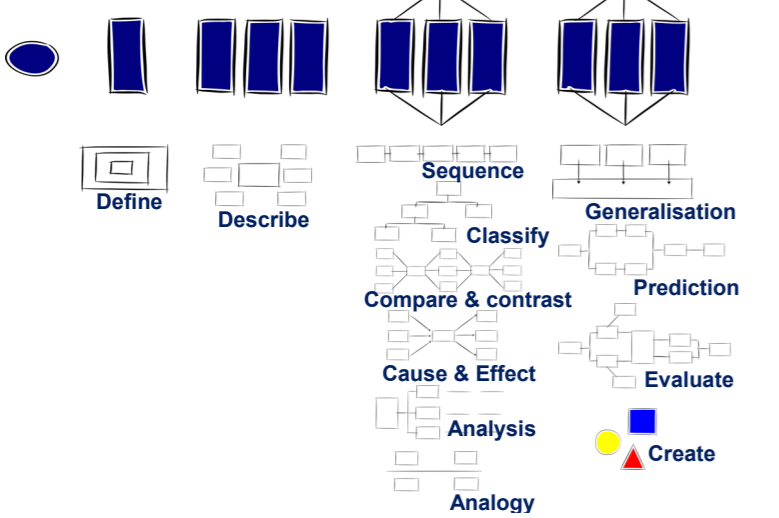 Define
Describe
Sequence
Classify
Compare & contrast
Cause & Effect
Analysis
Analogy
Generalisation
Prediction
Evaluate
Create